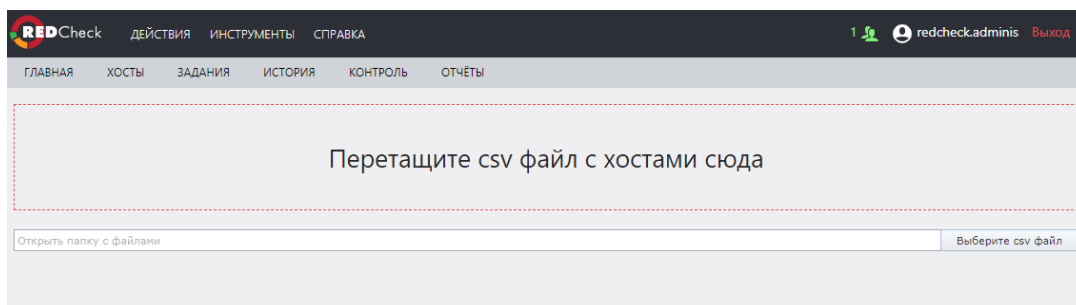 REDCheck ДЕЙСТВИЯ ИНСТРУМЕНТЫ СПРАВКА 1 redcheck.adminis Выход
ГЛАВНАЯ ХОСТЫ ЗАДАНИЯ ИСТОРИЯ КОНТРОЛЬ ОТЧЁТЫ
Перетащите csv файл с хостами сюда
Открыть папку с файлами Выберите csv файл